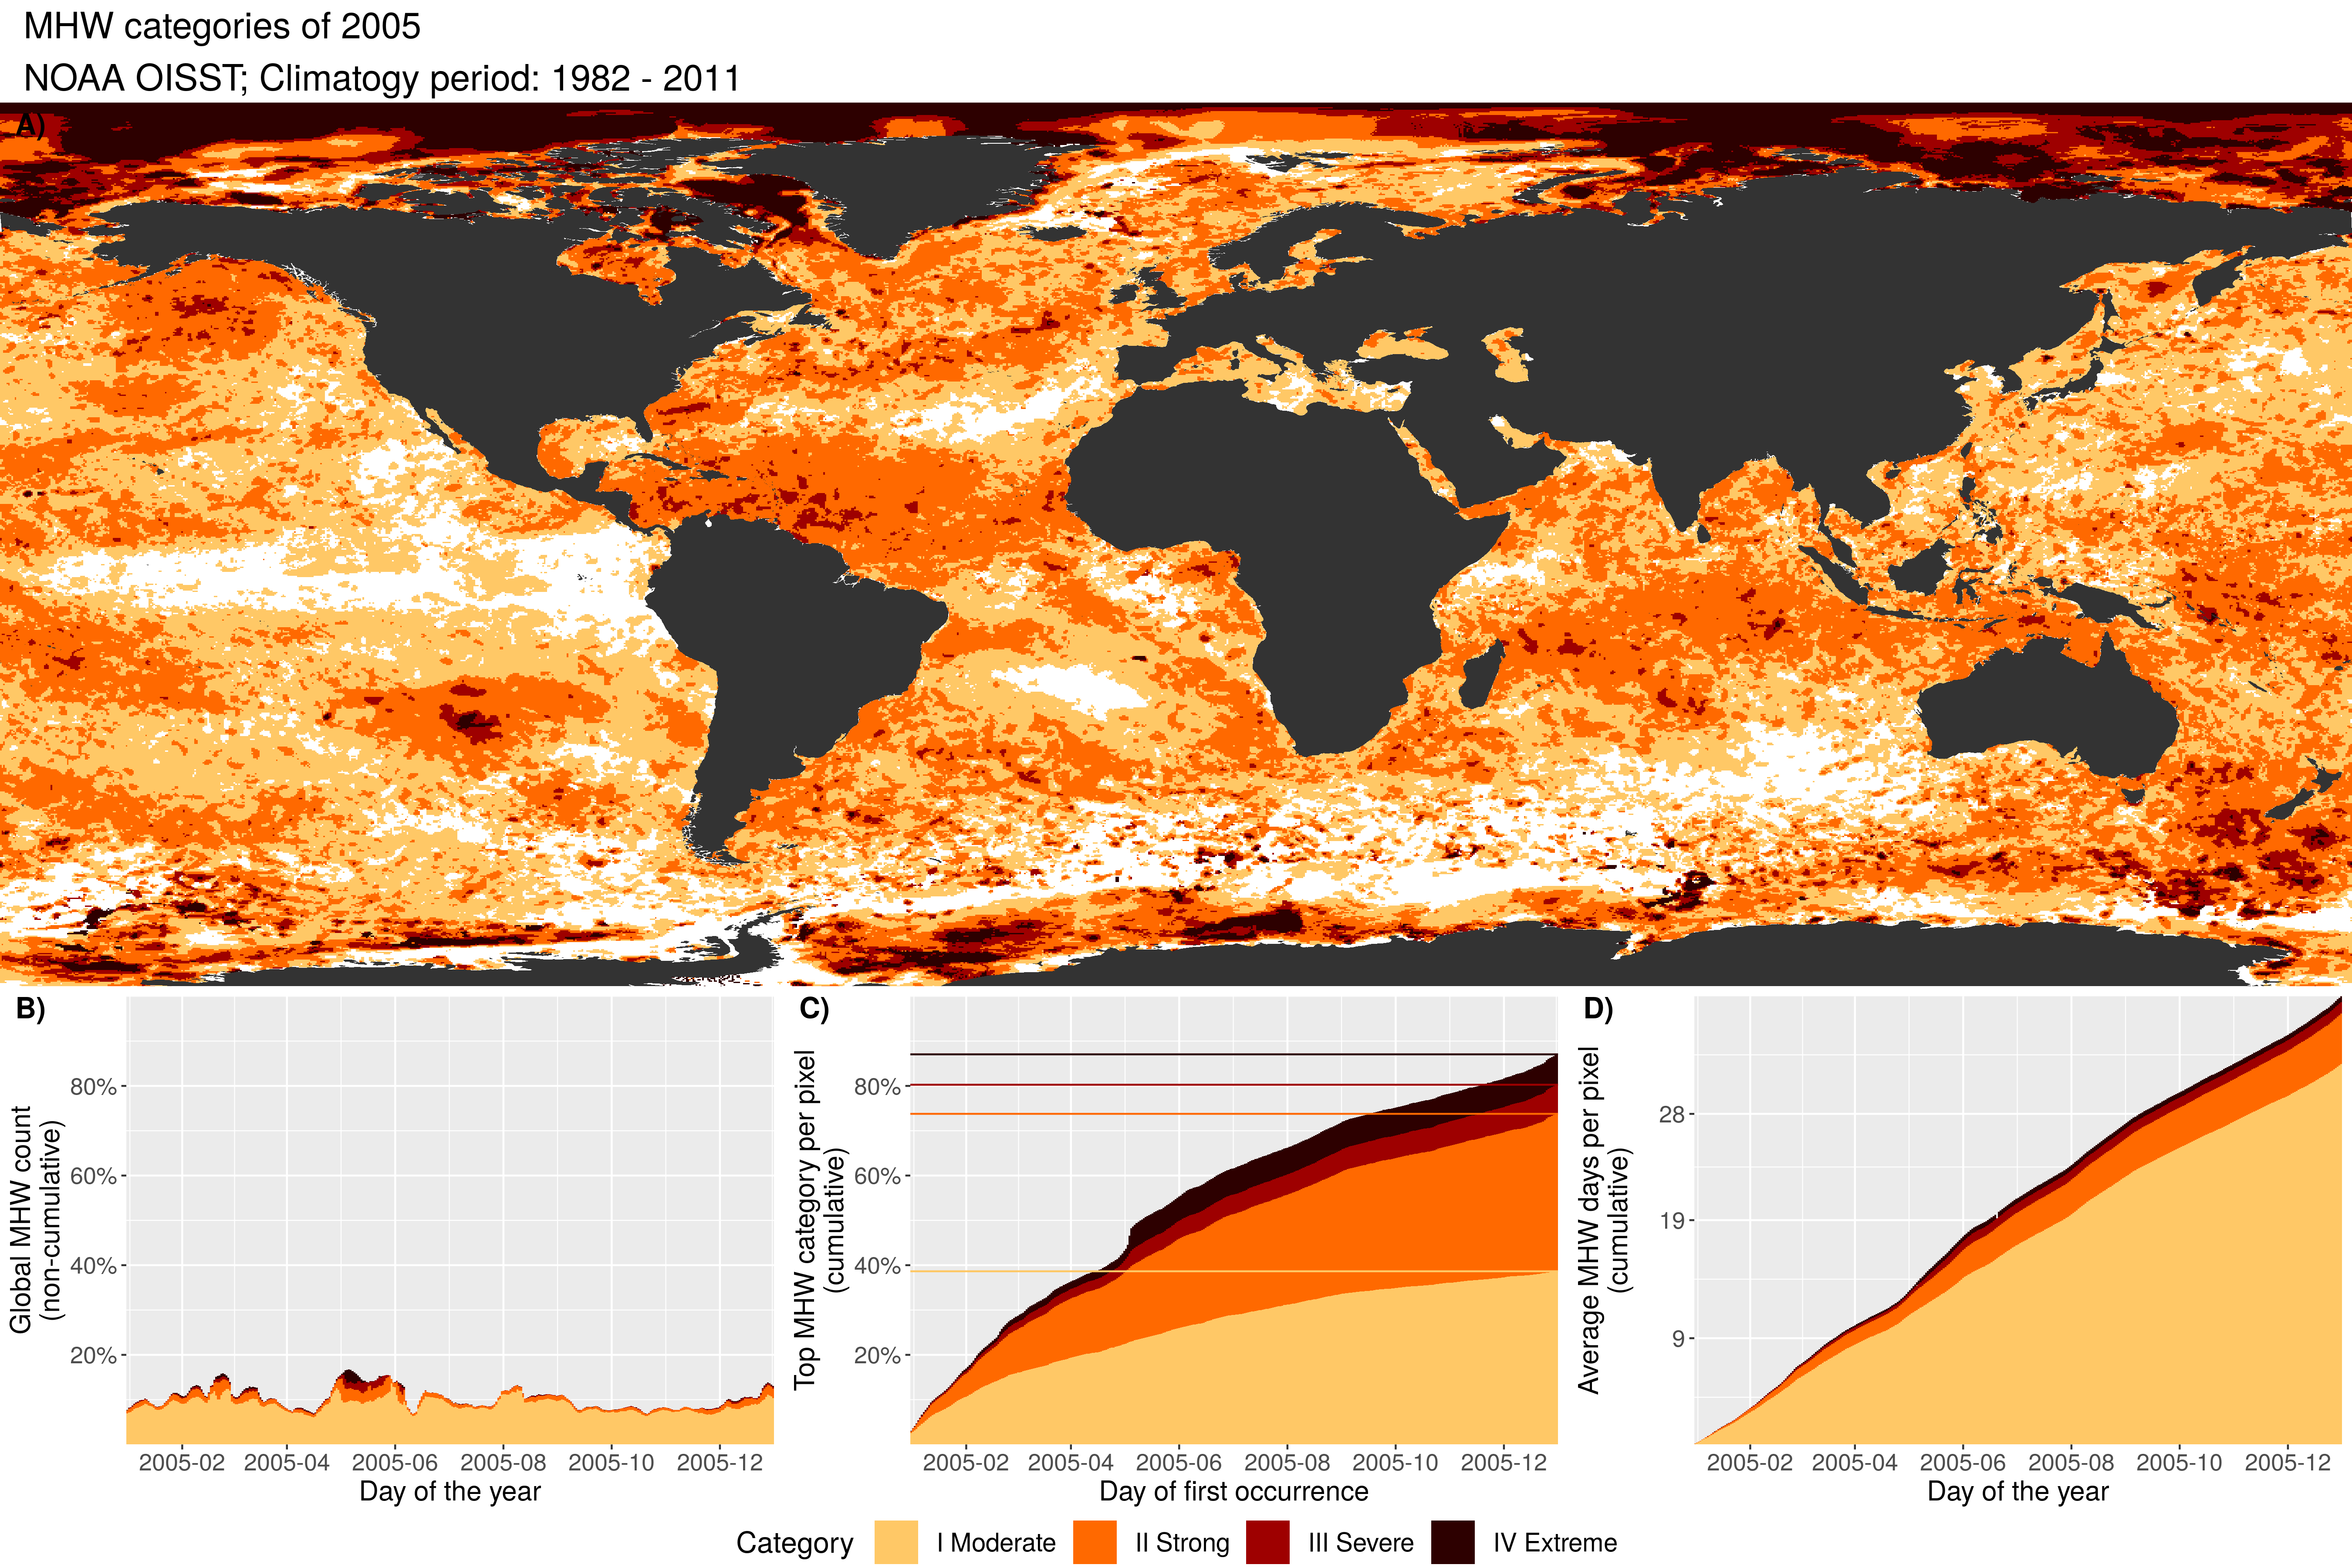 MHW categories of 2005
NOAA OISST; Climatogy period: 1982 - 2011
A)
B)
Global MHW count
(non-cumulative)
80%
60%
40%
20%
2005-02 2005-04 2005-06 2005-08 2005-10 2005-12
Day of the year
C)
Top MHW category per pixel
(cumulative)
80%
60%
40%
20%
2005-02 2005-04 2005-06 2005-08 2005-10 2005-12
Day of first occurrence
D)
Average MHW days per pixel
(cumulative)
28
19
9
2005-02 2005-04 2005-06 2005-08 2005-10 2005-12
Day of the year
Category I Moderate II Strong III Severe IV Extreme